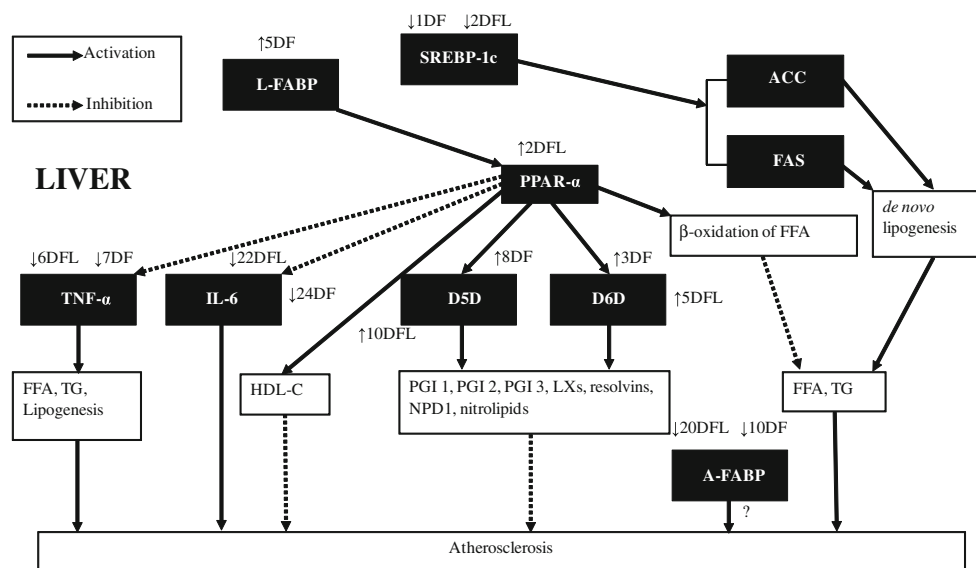 Activation
Inhibition
↓1DF ↓2DFL
SREBP-1c
↑5DF
L-FABP
ACC
FAS
LIVER
↑2DFL
PPAR-α
de novo
lipogenesis
β-oxidation of FFA
↓6DFL ↓7DF
TNF-α
↓22DFL
IL-6
↓24DF
↑8DF
D5D
↑3DF
D6D
↑5DFL
↑10DFL
FFA, TG,
Lipogenesis
HDL-C
PGI 1, PGI 2, PGI 3, LXs, resolvins,
NPD1, nitrolipids
FFA, TG
↓20DFL ↓10DF
A-FABP
?
Atherosclerosis